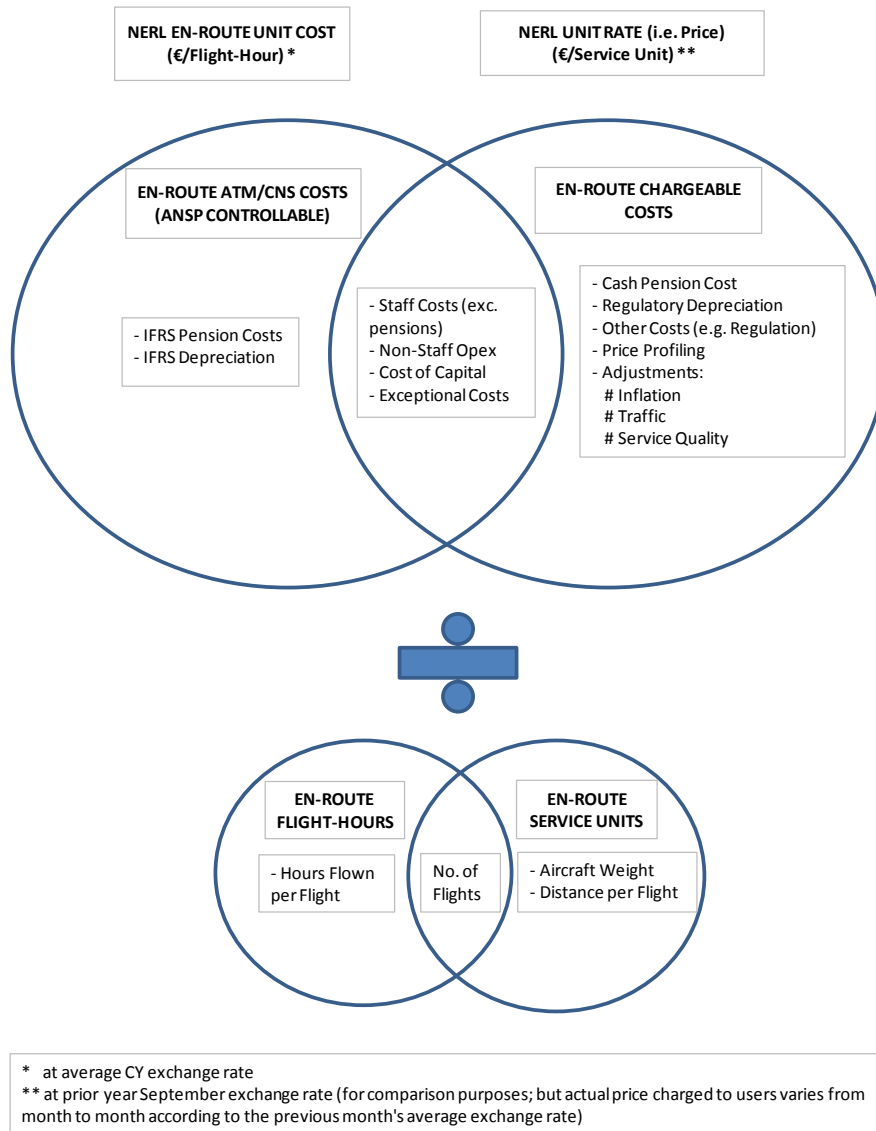 NERL EN-ROUTE UNIT COST
(€/Flight-Hour) *
NERL UNIT RATE (i.e. Price)
(€/Service Unit) **
EN-ROUTE ATM/CNS COSTS
(ANSP CONTROLLABLE)
EN-ROUTE CHARGEABLE
COSTS
- IFRS Pension Costs
- IFRS Depreciation
- Staff Costs (exc.
pensions)
- Non-Staff Opex
- Cost of Capital
- Exceptional Costs
- Cash Pension Cost
- Regulatory Depreciation
- Other Costs (e.g. Regulation)
- Price Profiling
- Adjustments:
# Inflation
# Traffic
# Service Quality
EN-ROUTE
FLIGHT-HOURS
EN-ROUTE
SERVICE UNITS
- Hours Flown
per Flight
No. of
Flights
- Aircraft Weight
- Distance per Flight
* at average CY exchange rate
** at prior year September exchange rate (for comparison purposes; but actual price charged to users varies from
month to month according to the previous month's average exchange rate)